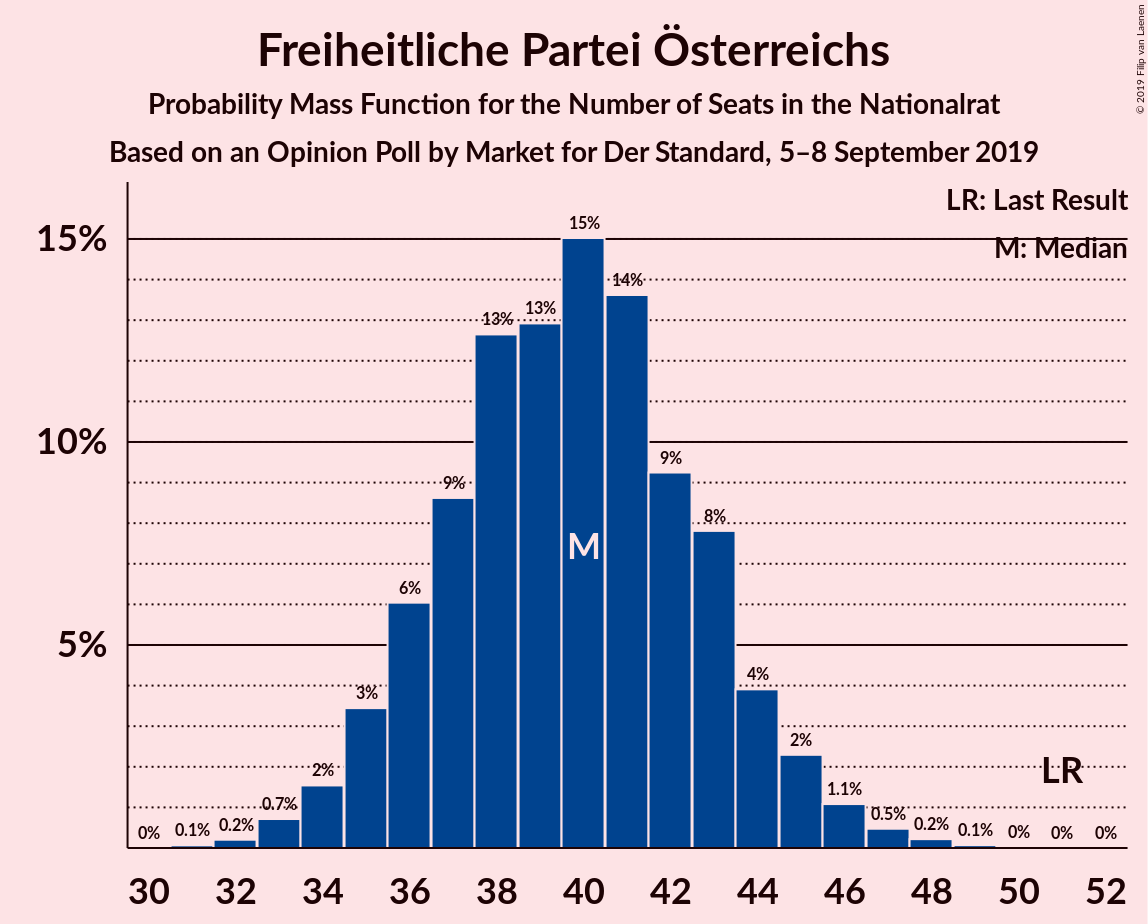 Freiheitliche Partei Österreichs
Probability Mass Function for the Number of Seats in the Nationalrat
Based on an Opinion Poll by Market for Der Standard, 5–8 September 2019
© 2019 Filip van Laenen
LR: Last Result
M: Median
15%
10%
5%
0% 0.1% 0.2% 0.7% 2% 3% 6% 9% 13% 13% 15% 14% 9% 8% 4% 2% 1.1% 0.5% 0.2% 0.1% 0% 0% 0%
M
LR
30 32 34 36 38 40 42 44 46 48 50 52